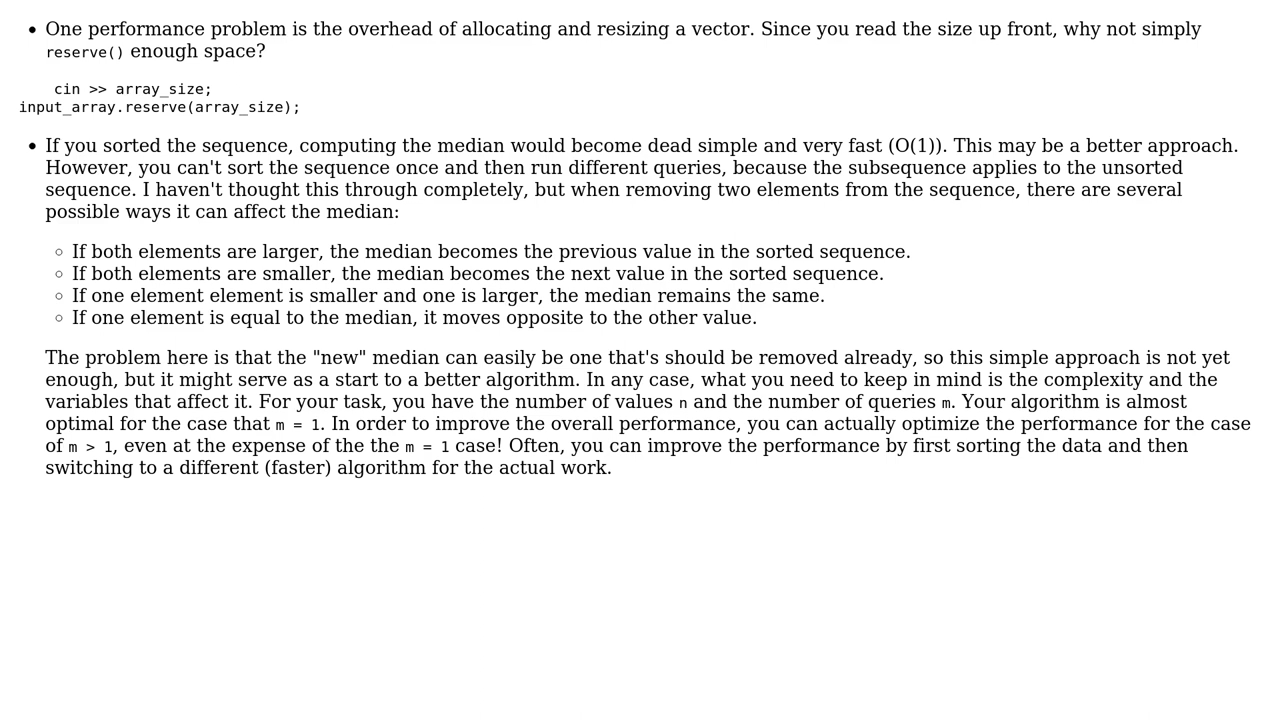 One performance problem is the overhead of allocating and resizing a vector. Since you read the size up front, why not simply
reserve() enough space?
cin >> array_size;
input_array.reserve(array_size);
If you sorted the sequence, computing the median would become dead simple and very fast (O(1)). This may be a better approach.
However, you can't sort the sequence once and then run different queries, because the subsequence applies to the unsorted
sequence. I haven't thought this through completely, but when removing two elements from the sequence, there are several
possible ways it can affect the median:
If both elements are larger, the median becomes the previous value in the sorted sequence.
If both elements are smaller, the median becomes the next value in the sorted sequence.
If one element element is smaller and one is larger, the median remains the same.
If one element is equal to the median, it moves opposite to the other value.
The problem here is that the "new" median can easily be one that's should be removed already, so this simple approach is not yet
enough, but it might serve as a start to a better algorithm. In any case, what you need to keep in mind is the complexity and the
variables that affect it. For your task, you have the number of values n and the number of queries m. Your algorithm is almost
optimal for the case that m = 1. In order to improve the overall performance, you can actually optimize the performance for the case
of m > 1, even at the expense of the the m = 1 case! Often, you can improve the performance by first sorting the data and then
switching to a different (faster) algorithm for the actual work.